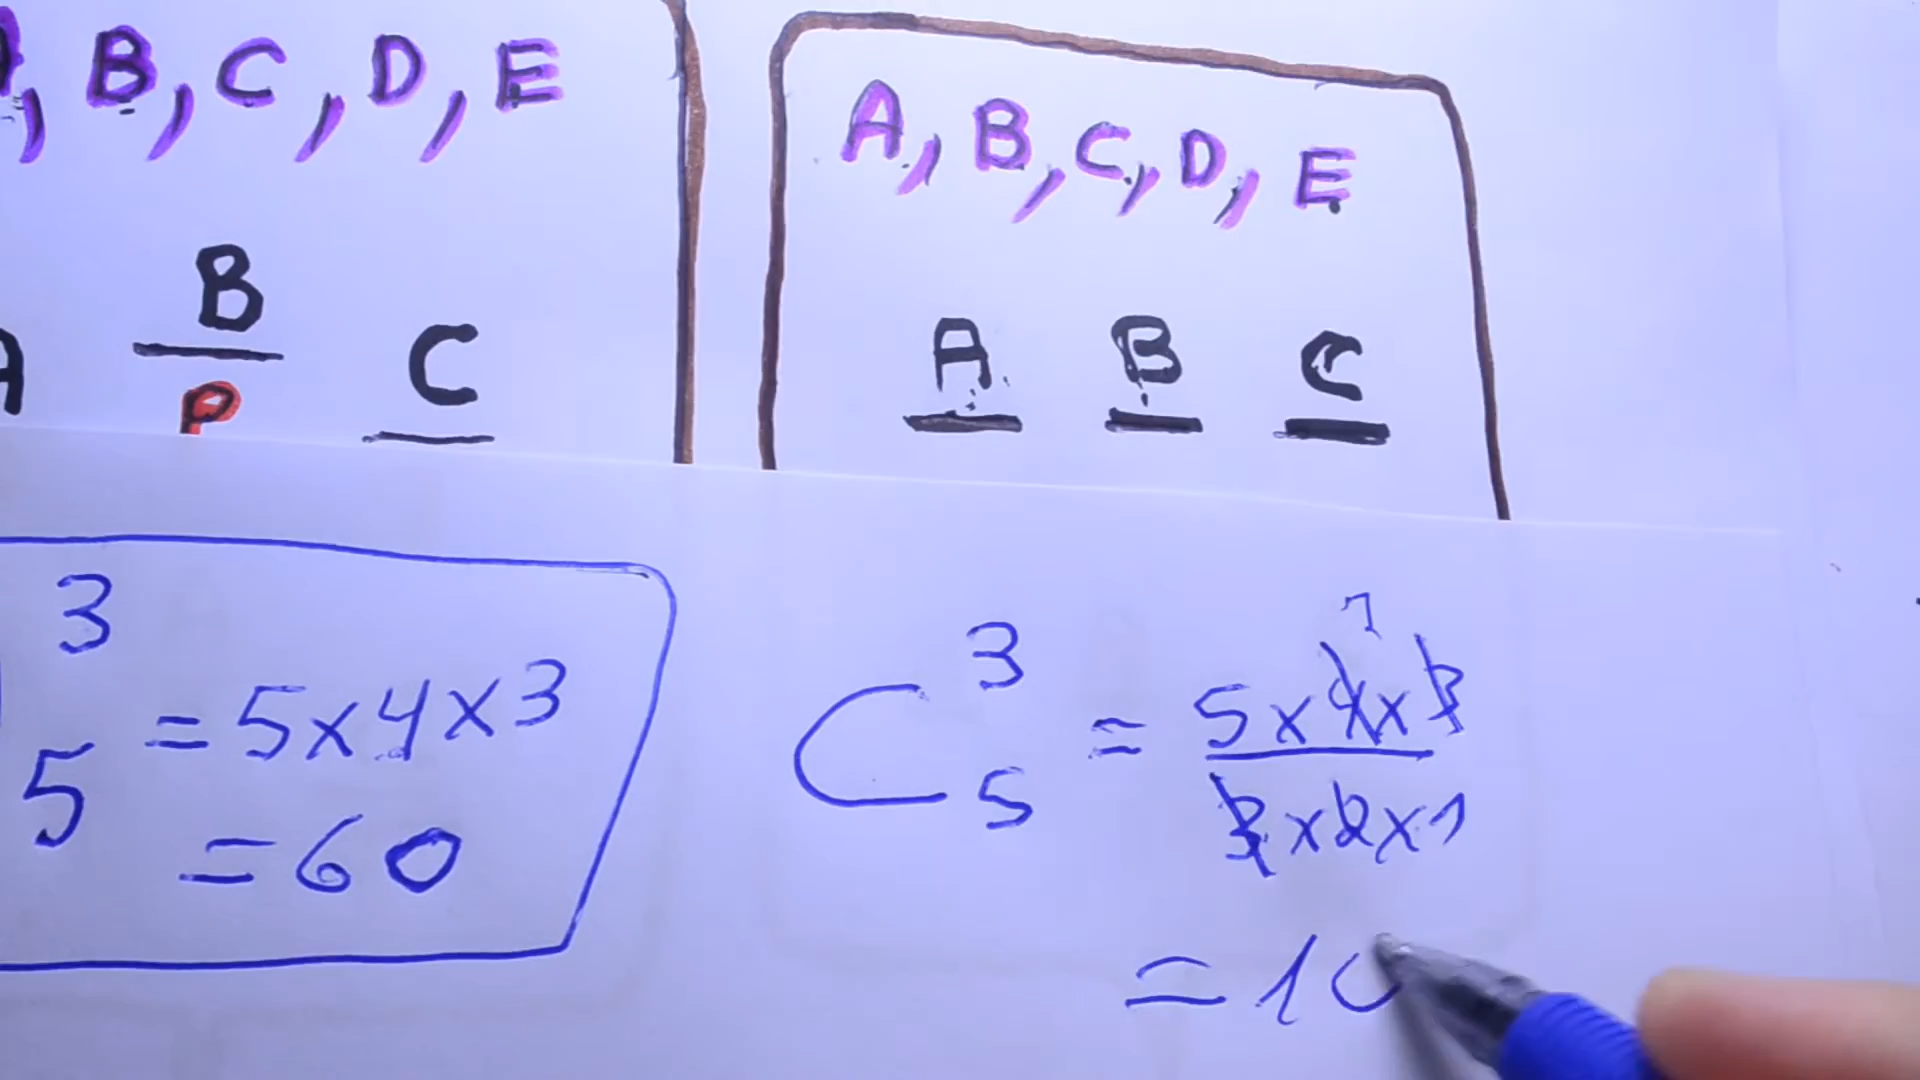 A, B, C, D, E
A B C
P
3
5 = 5x4x3
= 60
A, B, C, D, E
A B C
C 3 5 = 5x4x3
3x2x1
= 10